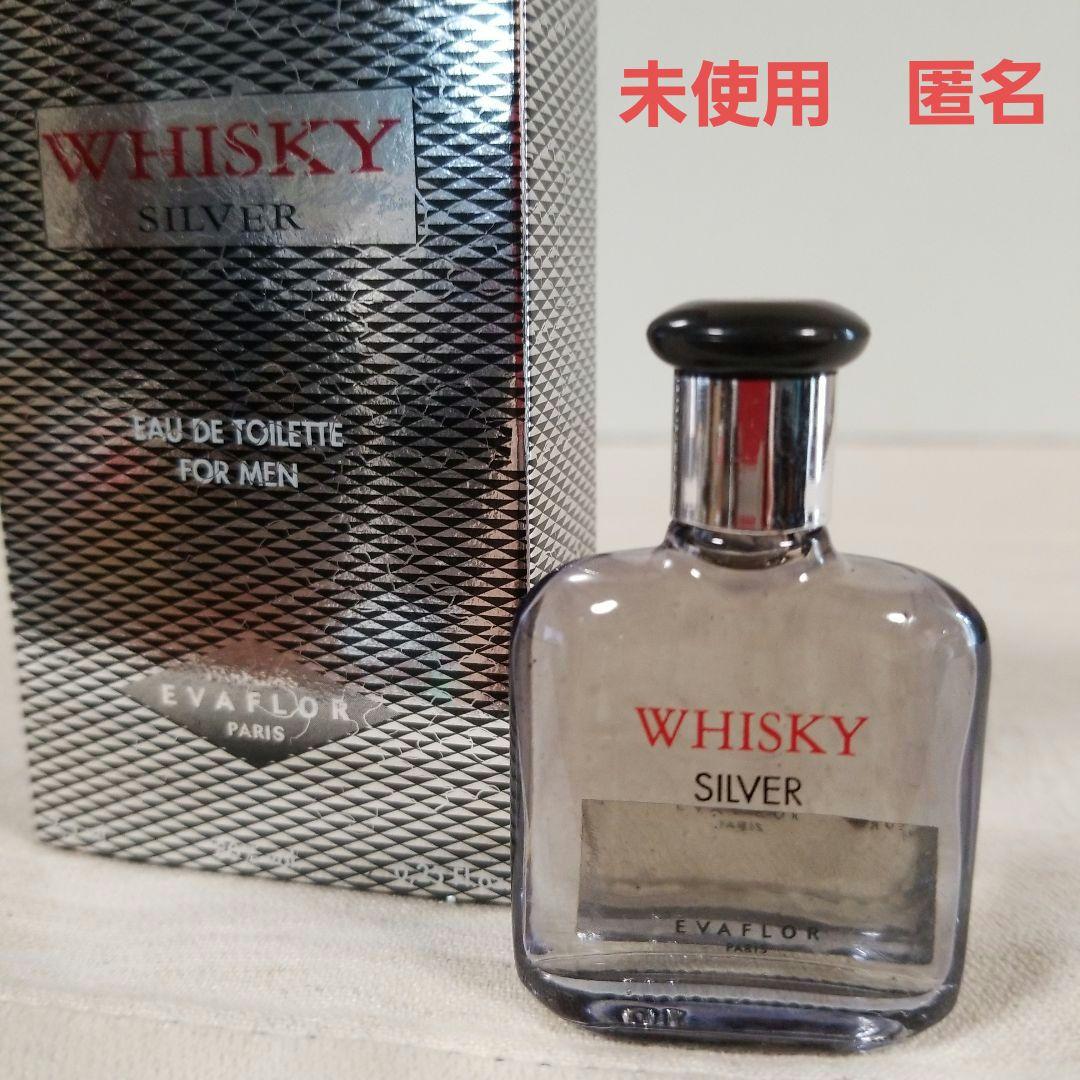 未使用　匿名
WHISKY
SILVER
EAU DE TOILETTE
FOR MEN
EVAFLOR
PARIS
WHISKY
SILVER
EVAFLOR
PARIS